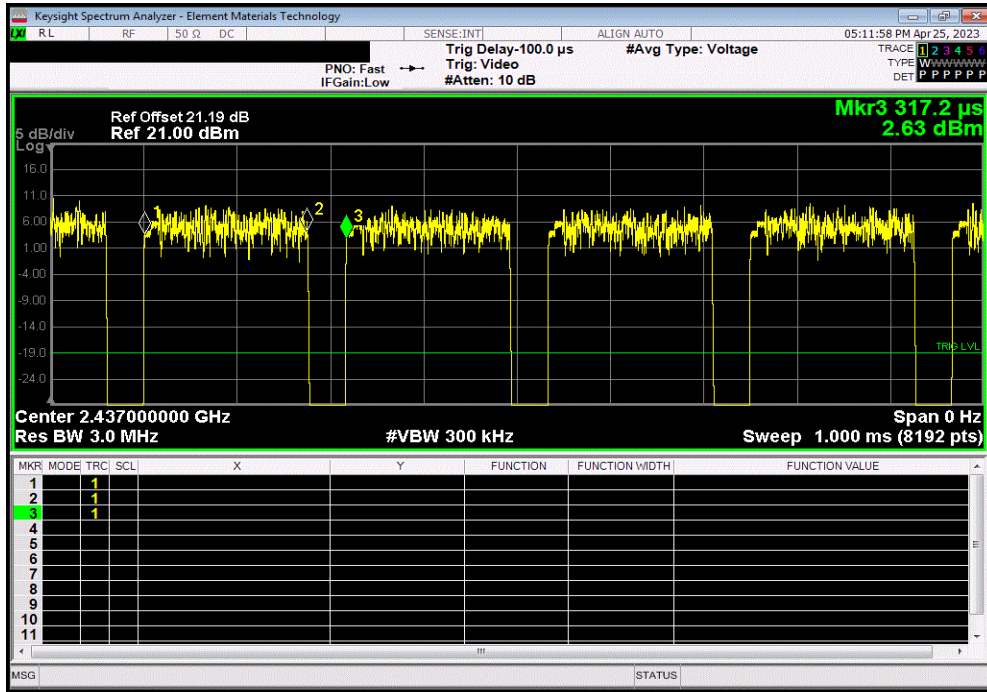 Keysight Spectrum Analyzer - Element Materials Technology
LXI RL RF 50 Ω DC SENSE:INT ALIGN AUTO 05:11:58 PM Apr 25, 2023
Trig Delay-100.0 µs #Avg Type: Voltage TRACE 1 2 3 4 5 6
PNO: Fast Trig: Video TYPE WWWWWW
IFGain:Low #Atten: 10 dB DET P P P P P P
Mkr3 317.2 µs
Ref Offset 21.19 dB
5 dB/div Ref 21.00 dBm 2.63 dBm
Log
16.0
11.0
6.00
1.00
-4.00
-9.00
-14.0
-19.0
-24.0
1
2
3
TRIG LVL
Center 2.437000000 GHz Span 0 Hz
Res BW 3.0 MHz #VBW 300 kHz Sweep 1.000 ms (8192 pts)
MKR MODE TRC SCL X Y FUNCTION FUNCTION WIDTH FUNCTION VALUE
1 1
2 1
3 1
4
5
6
7
8
9
10
11
MSG STATUS